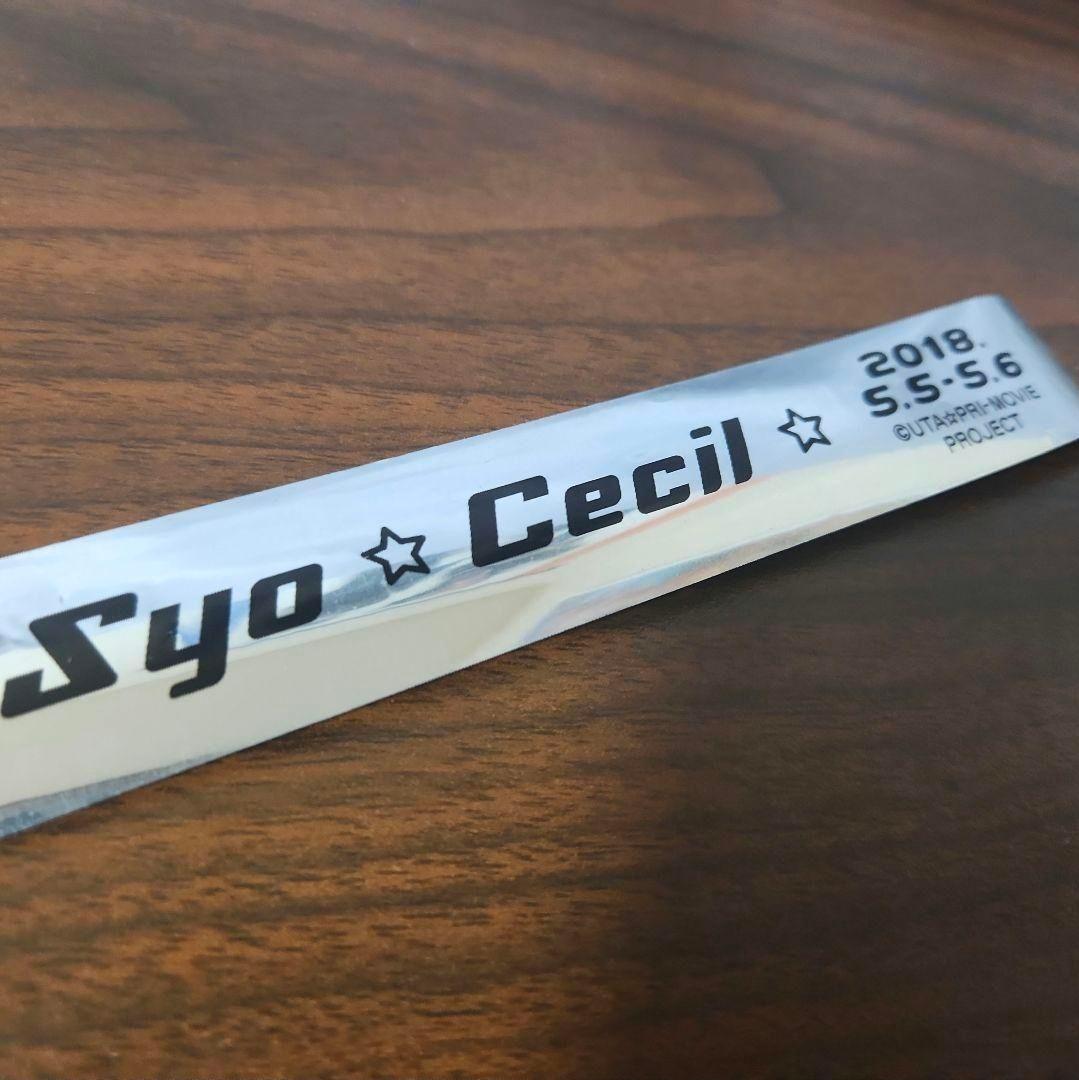 Syo ☆ Cecil ☆
2018.
5.5-5.6
©UTA☆PRI-MOVIE
PROJECT